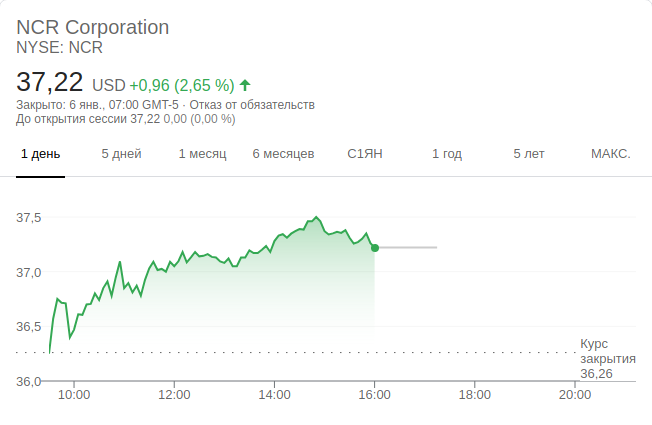 NCR Corporation
NYSE: NCR
37,22 USD +0,96 (2,65 %)
Закрыто: 6 янв., 07:00 GMT-5 · Отказ от обязательств
До открытия сессии 37,22 0,00 (0,00 %)
1 день 5 дней 1 месяц 6 месяцев С1ЯН 1 год 5 лет МАКС.
37,5
37,0
36,5
Курс
закрытия
36,26
36,0
10:00 12:00 14:00 16:00 18:00 20:00